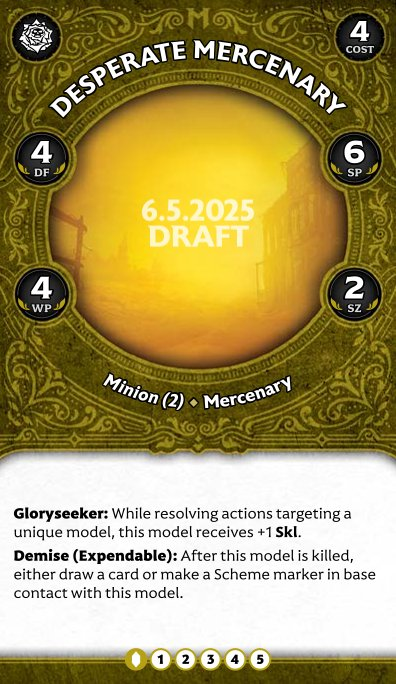 4
COST
DESPERATE MERCENARY
4
DF
6
SP
6.5.2025
DRAFT
4
WP
2
SZ
Minion (2) ⬥ Mercenary
Gloryseeker: While resolving actions targeting a
unique model, this model receives +1 Skl.
Demise (Expendable): After this model is killed,
either draw a card or make a Scheme marker in base
contact with this model.
1 2 3 4 5